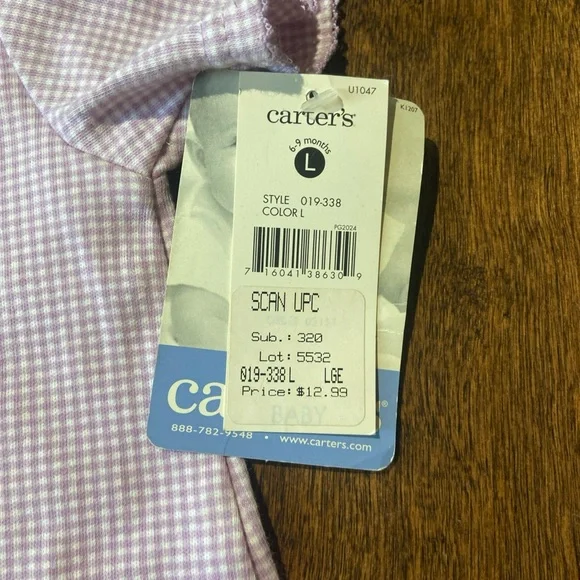 U1047
K1207
carter's
6-9 months
L
STYLE 019-338
COLOR L
PG2024
7 16041 38630 9
SCAN UPC
Sub.: 320
Lot: 5532
019-338 L LGE
Price: $12.99
BABY
888-782-9548 • www.carters.com